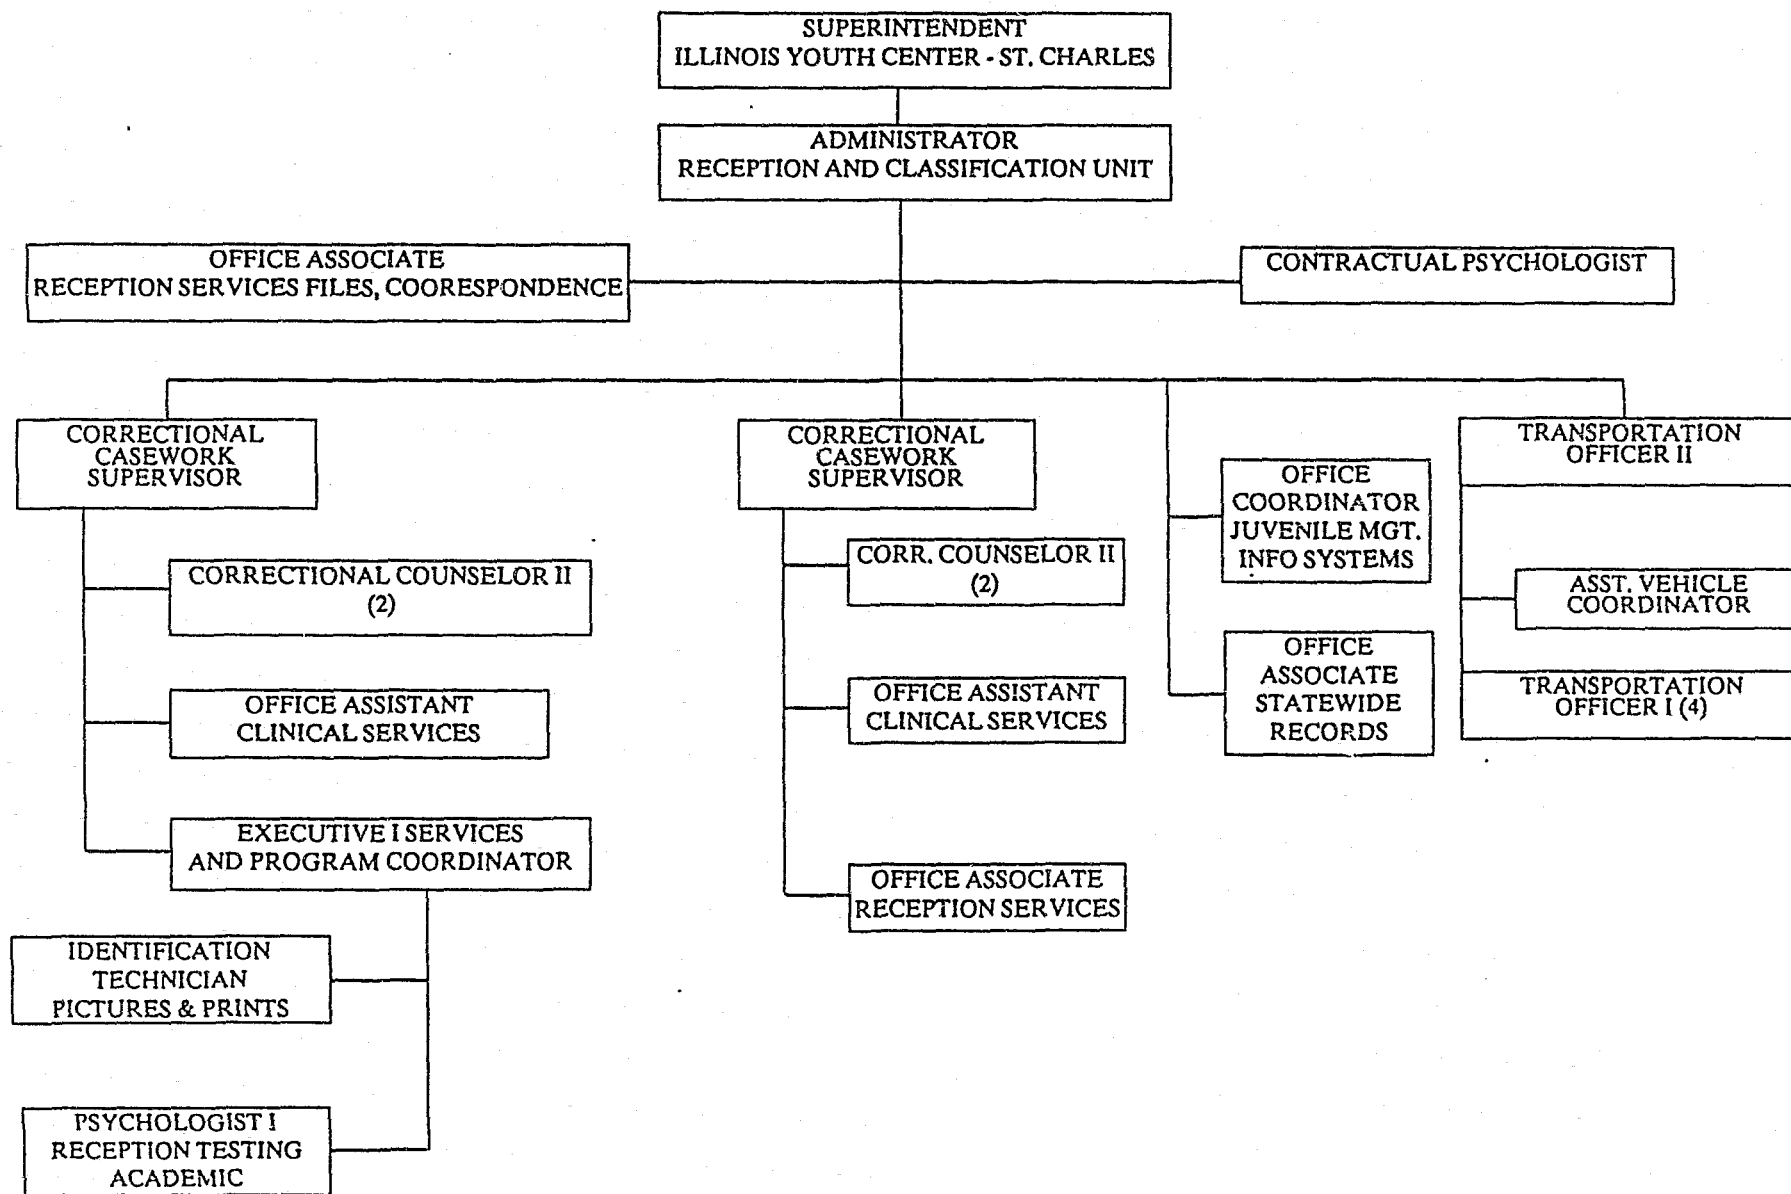 SUPERINTENDENT
ILLINOIS YOUTH CENTER - ST. CHARLES
ADMINISTRATOR
RECEPTION AND CLASSIFICATION UNIT
OFFICE ASSOCIATE
RECEPTION SERVICES FILES, COORESPONDENCE
CONTRACTUAL PSYCHOLOGIST
CORRECTIONAL
CASEWORK
SUPERVISOR
CORRECTIONAL COUNSELOR II
(2)
OFFICE ASSISTANT
CLINICAL SERVICES
EXECUTIVE I SERVICES
AND PROGRAM COORDINATOR
IDENTIFICATION
TECHNICIAN
PICTURES & PRINTS
PSYCHOLOGIST I
RECEPTION TESTING
ACADEMIC
CORRECTIONAL
CASEWORK
SUPERVISOR
CORR. COUNSELOR II
(2)
OFFICE ASSISTANT
CLINICAL SERVICES
OFFICE ASSOCIATE
RECEPTION SERVICES
OFFICE
COORDINATOR
JUVENILE MGT.
INFO SYSTEMS
OFFICE
ASSOCIATE
STATEWIDE
RECORDS
TRANSPORTATION
OFFICER II
ASST. VEHICLE
COORDINATOR
TRANSPORTATION
OFFICER I (4)